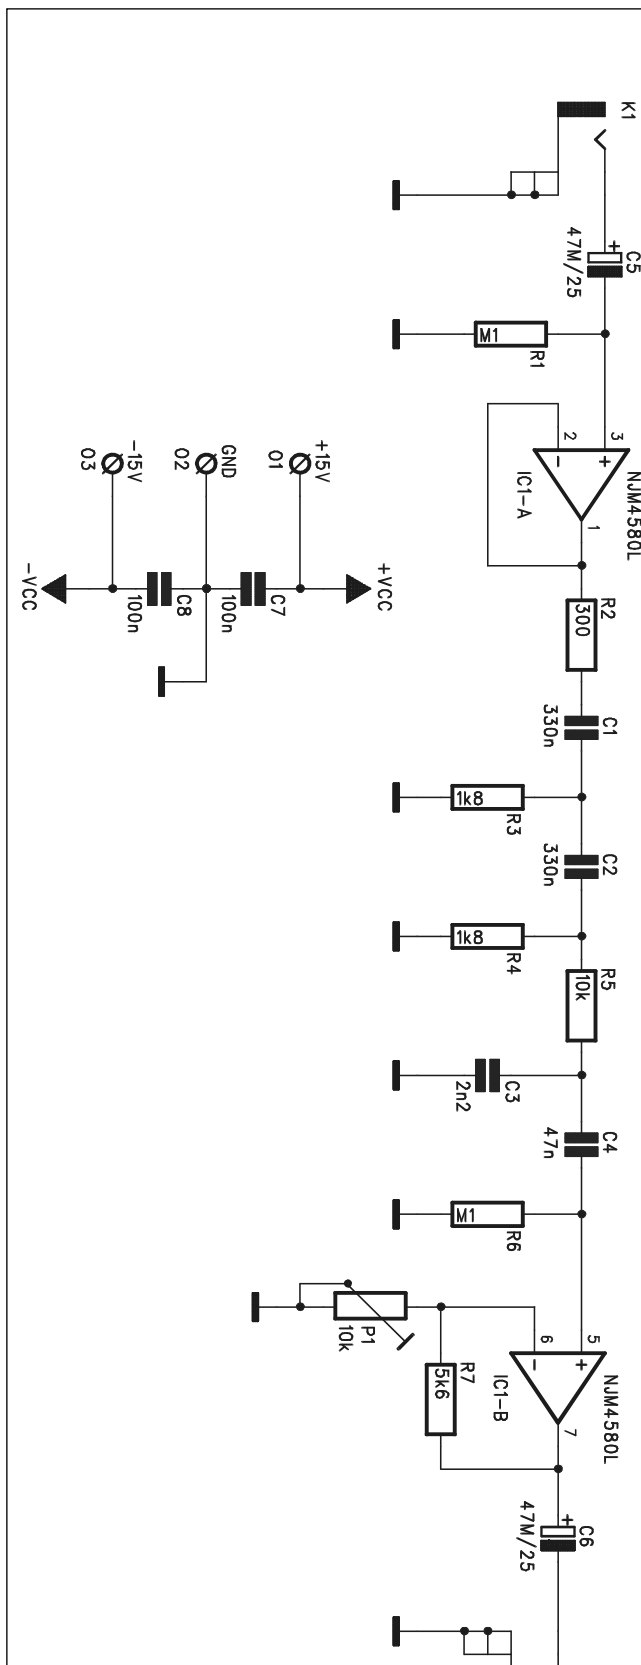 K1
C5
47M/25
M1
R1
3
2
1
NJM4580L
IC1-A
+15V
O1
GND
O2
-15V
O3
+VCC
-VCC
C7
100n
C8
100n
R2
300
C1
330n
1k8
R3
C2
330n
1k8
R4
R5
10k
C3
2n2
C4
47n
M1
R6
P1
10k
R7
5k6
5
6
7
NJM4580L
IC1-B
C6
47M/25